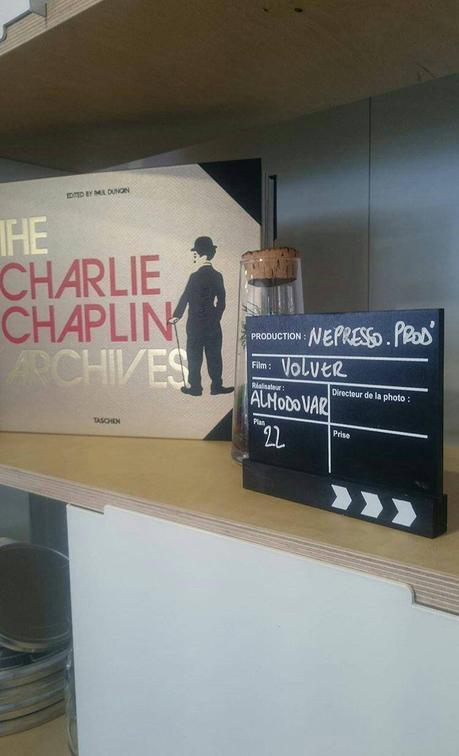 EDITED BY PAUL DUNCAN
THE
CHARLIE
CHAPLIN
ARCHIVES
TASCHEN
PRODUCTION : NEPRESSO. PROD'
Film : VOLVER
Réalisateur :
ALMODOVAR
Directeur de la photo :
Plan
22
Prise